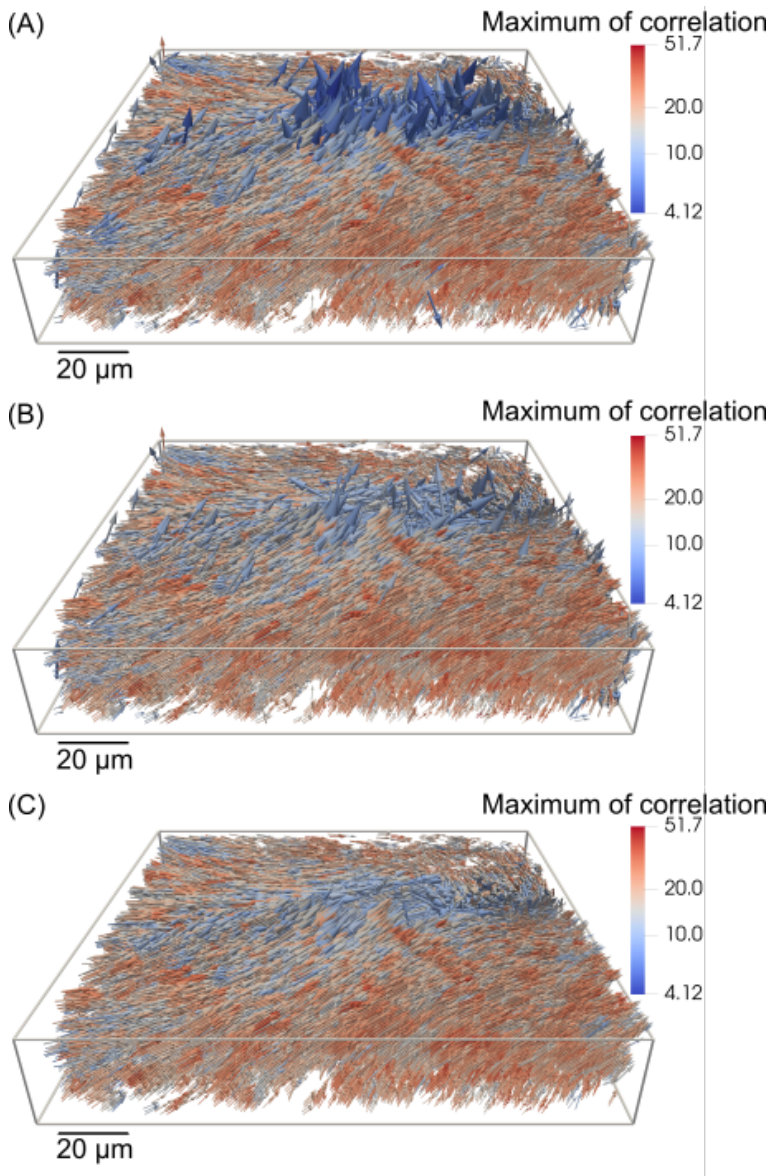 (A)
Maximum of correlation
51.7
20.0
10.0
4.12
20 μm
(B)
Maximum of correlation
51.7
20.0
10.0
4.12
20 μm
(C)
Maximum of correlation
51.7
20.0
10.0
4.12
20 μm